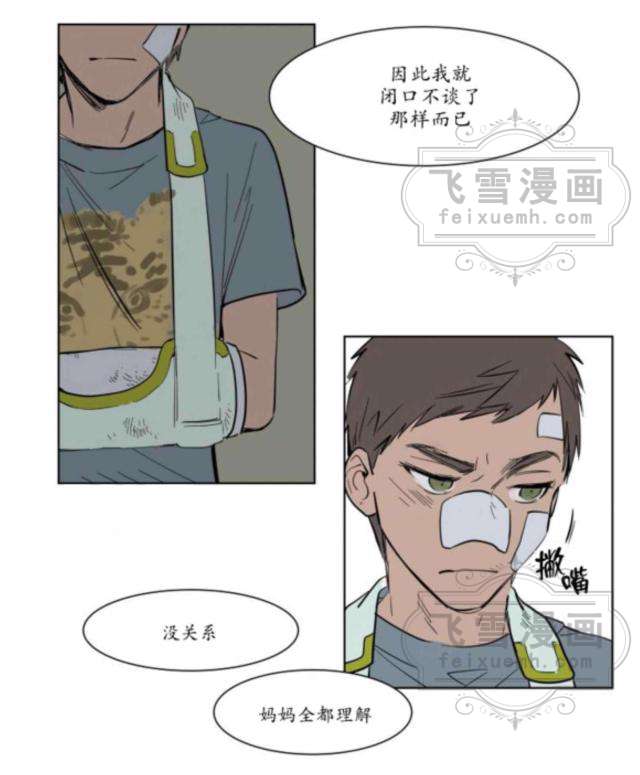 因此我就
闭口不谈了
那样而已
飞雪漫画
feixuemh.com
撇
嘴
飞雪漫画
feixuemh.com
没关系
妈妈全都理解